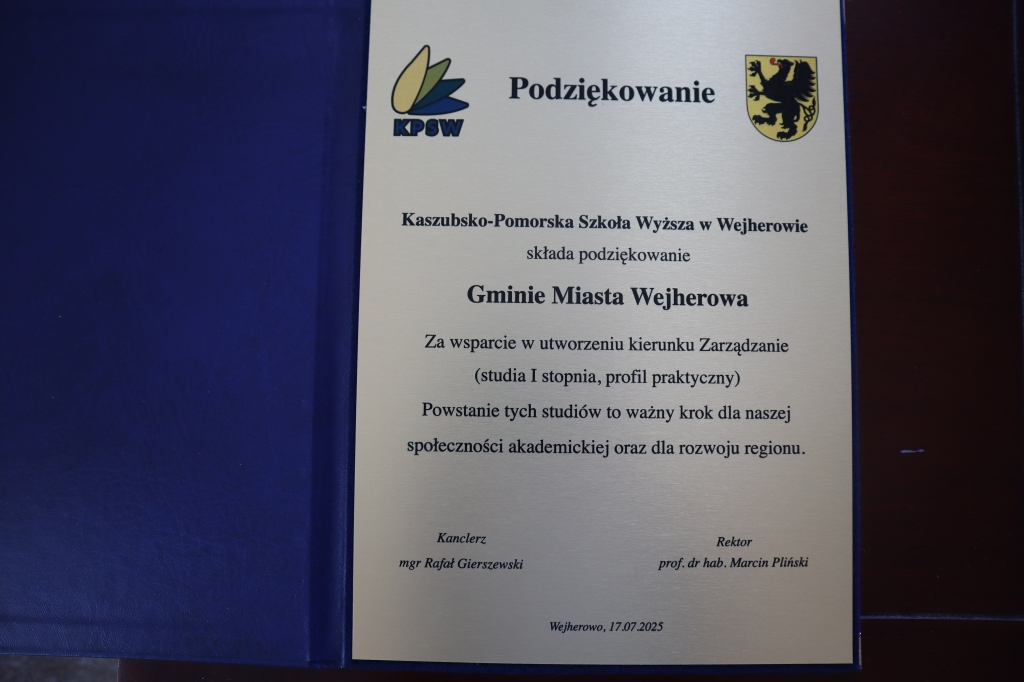 KPSW
Podziękowanie
Kaszubsko-Pomorska Szkoła Wyższa w Wejherowie
składa podziękowanie
Gminie Miasta Wejherowa
Za wsparcie w utworzeniu kierunku Zarządzanie
(studia I stopnia, profil praktyczny)
Powstanie tych studiów to ważny krok dla naszej
społeczności akademickiej oraz dla rozwoju regionu.
Kanclerz
mgr Rafał Gierszewski
Rektor
prof. dr hab. Marcin Pliński
Wejherowo, 17.07.2025